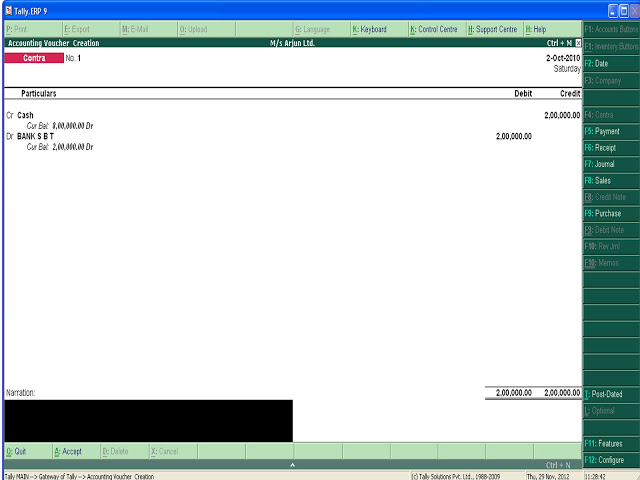 Tally.ERP 9
P: Print E: Export M: E-Mail O: Upload G: Language K: Keyboard K: Control Centre H: Support Centre H: Help
Accounting Voucher Creation M/s Arjun Ltd. Ctrl + M
Contra No. 1 2-Oct-2010
Saturday
Particulars Debit Credit
Cr Cash 2,00,000.00
Cur Bal: 8,00,000.00 Dr
Dr BANK S B T 2,00,000.00
Cur Bal: 2,00,000.00 Dr
Narration: 2,00,000.00 2,00,000.00
Q: Quit A: Accept D: Delete X: Cancel
Ctrl + N
Tally MAIN --> Gateway of Tally --> Accounting Voucher Creation (c) Tally Solutions Pvt. Ltd., 1988-2009 Thu, 29 Nov, 2012 11:28:42
F1: Accounts Buttons
F1: Inventory Buttons
F2: Date
F3: Company
F4: Contra
F5: Payment
F6: Receipt
F7: Journal
F8: Sales
F8: Credit Note
F9: Purchase
F9: Debit Note
F10: Rev Jrnl
F10: Memos
T: Post-Dated
L: Optional
F11: Features
F12: Configure